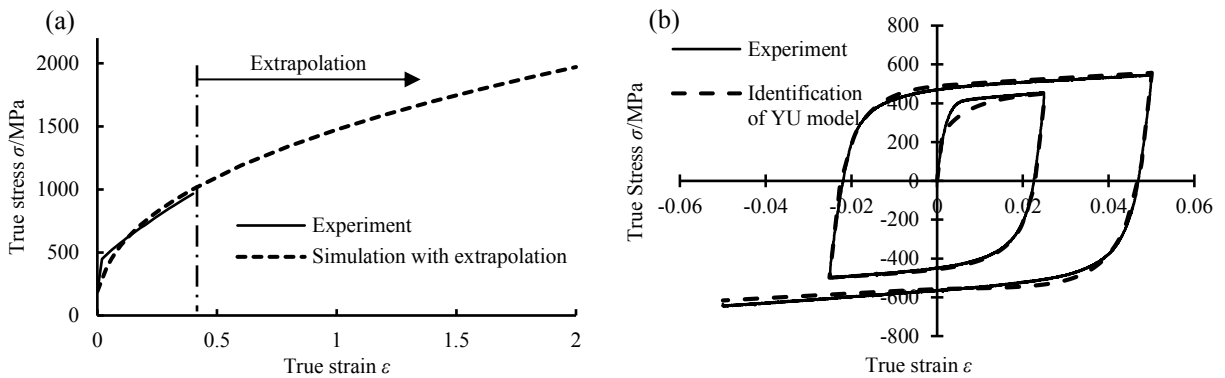 (a)
True stress σ/MPa
2000
1500
1000
500
0
Extrapolation
Experiment
Simulation with extrapolation
0
0.5
1
1.5
2
True strain ε
(b)
True Stress σ/MPa
800
600
400
200
0
-200
-400
-600
-800
Experiment
Identification
of YU model
-0.06
-0.04
-0.02
0
0.02
0.04
0.06
True strain ε